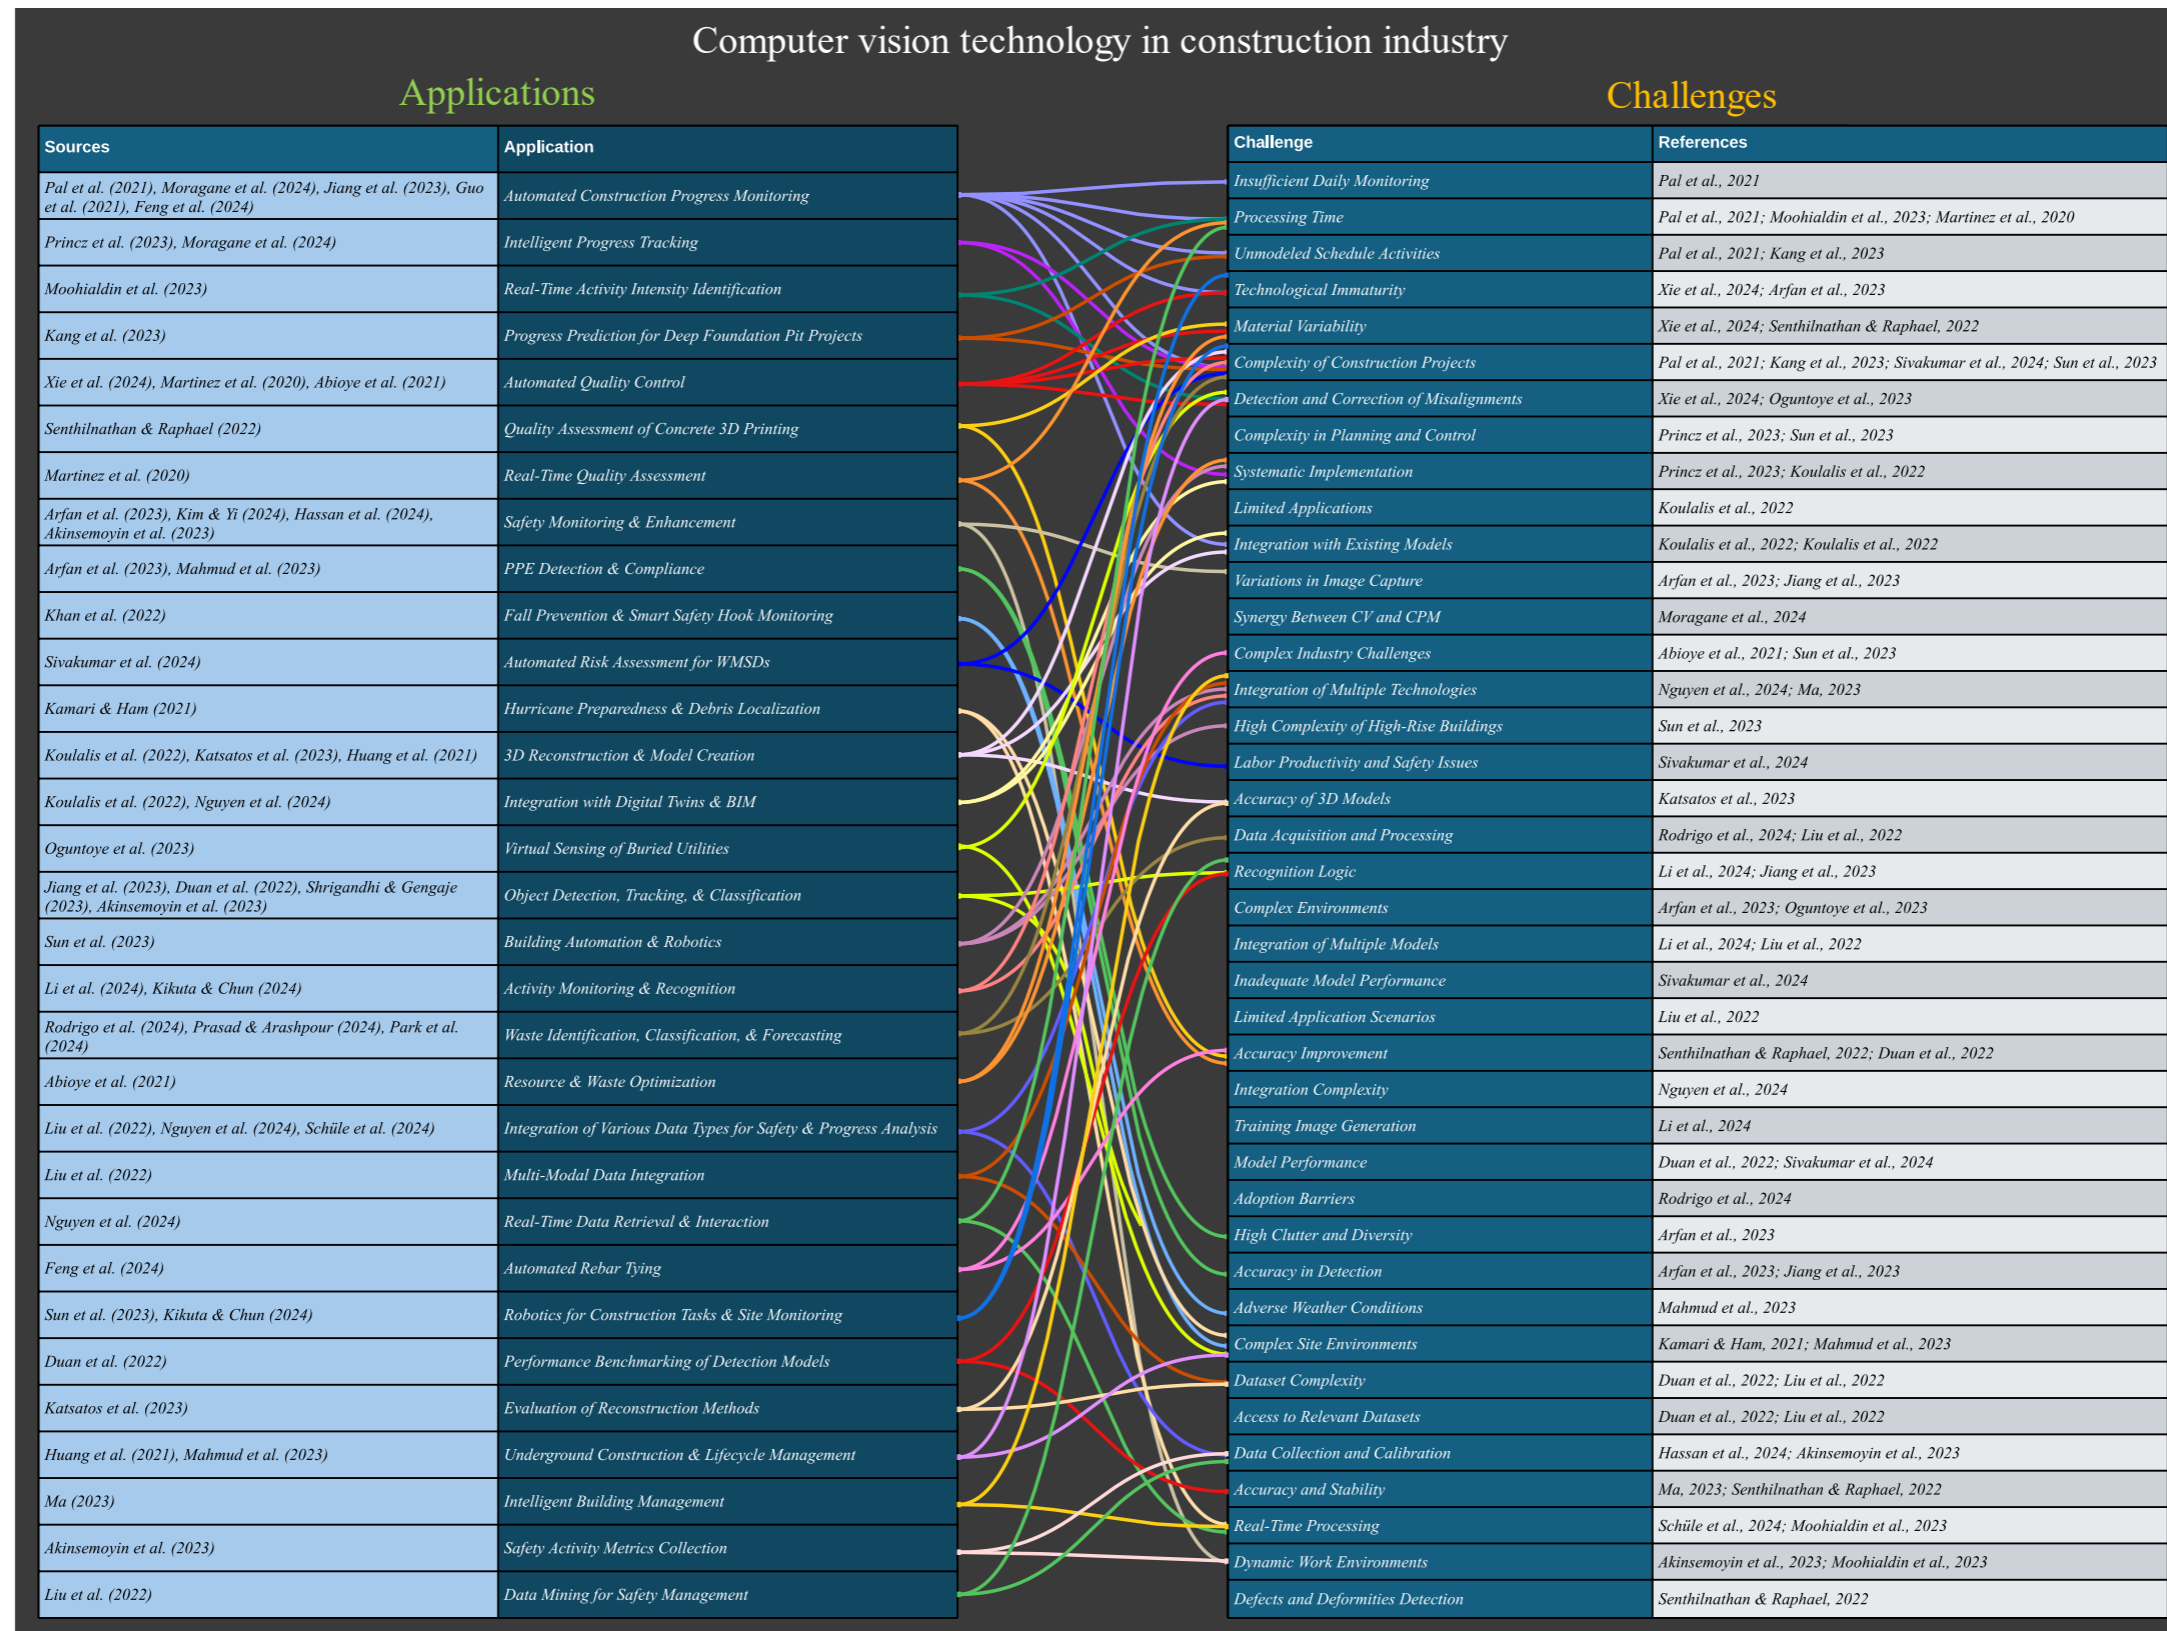 Computer vision technology in construction industry
Applications
Challenges
Sources
Application
Pal et al. (2021), Moragane et al. (2024), Jiang et al. (2023), Guo
et al. (2021), Feng et al. (2024)
Automated Construction Progress Monitoring
Princz et al. (2023), Moragane et al. (2024)
Intelligent Progress Tracking
Moohialdin et al. (2023)
Real-Time Activity Intensity Identification
Kang et al. (2023)
Progress Prediction for Deep Foundation Pit Projects
Xie et al. (2024), Martinez et al. (2020), Abioye et al. (2021)
Automated Quality Control
Senthilnathan & Raphael (2022)
Quality Assessment of Concrete 3D Printing
Martinez et al. (2020)
Real-Time Quality Assessment
Arfan et al. (2023), Kim & Yi (2024), Hassan et al. (2024),
Akinsemoyin et al. (2023)
Safety Monitoring & Enhancement
Arfan et al. (2023), Mahmud et al. (2023)
PPE Detection & Compliance
Khan et al. (2022)
Fall Prevention & Smart Safety Hook Monitoring
Sivakumar et al. (2024)
Automated Risk Assessment for WMSDs
Kamari & Ham (2021)
Hurricane Preparedness & Debris Localization
Koulalis et al. (2022), Katsatos et al. (2023), Huang et al. (2021)
3D Reconstruction & Model Creation
Koulalis et al. (2022), Nguyen et al. (2024)
Integration with Digital Twins & BIM
Oguntoye et al. (2023)
Virtual Sensing of Buried Utilities
Jiang et al. (2023), Duan et al. (2022), Shrigandhi & Gengaje
(2023), Akinsemoyin et al. (2023)
Object Detection, Tracking, & Classification
Sun et al. (2023)
Building Automation & Robotics
Li et al. (2024), Kikuta & Chun (2024)
Activity Monitoring & Recognition
Rodrigo et al. (2024), Prasad & Arashpour (2024), Park et al.
(2024)
Waste Identification, Classification, & Forecasting
Abioye et al. (2021)
Resource & Waste Optimization
Liu et al. (2022), Nguyen et al. (2024), Schüle et al. (2024)
Integration of Various Data Types for Safety & Progress Analysis
Liu et al. (2022)
Multi-Modal Data Integration
Nguyen et al. (2024)
Real-Time Data Retrieval & Interaction
Feng et al. (2024)
Automated Rebar Tying
Sun et al. (2023), Kikuta & Chun (2024)
Robotics for Construction Tasks & Site Monitoring
Duan et al. (2022)
Performance Benchmarking of Detection Models
Katsatos et al. (2023)
Evaluation of Reconstruction Methods
Huang et al. (2021), Mahmud et al. (2023)
Underground Construction & Lifecycle Management
Ma (2023)
Intelligent Building Management
Akinsemoyin et al. (2023)
Safety Activity Metrics Collection
Liu et al. (2022)
Data Mining for Safety Management
Challenge
References
Insufficient Daily Monitoring
Pal et al., 2021
Processing Time
Pal et al., 2021; Moohialdin et al., 2023; Martinez et al., 2020
Unmodeled Schedule Activities
Pal et al., 2021; Kang et al., 2023
Technological Immaturity
Xie et al., 2024; Arfan et al., 2023
Material Variability
Xie et al., 2024; Senthilnathan & Raphael, 2022
Complexity of Construction Projects
Pal et al., 2021; Kang et al., 2023; Sivakumar et al., 2024; Sun et al., 2023
Detection and Correction of Misalignments
Xie et al., 2024; Oguntoye et al., 2023
Complexity in Planning and Control
Princz et al., 2023; Sun et al., 2023
Systematic Implementation
Princz et al., 2023; Koulalis et al., 2022
Limited Applications
Koulalis et al., 2022
Integration with Existing Models
Koulalis et al., 2022; Koulalis et al., 2022
Variations in Image Capture
Arfan et al., 2023; Jiang et al., 2023
Synergy Between CV and CPM
Moragane et al., 2024
Complex Industry Challenges
Abioye et al., 2021; Sun et al., 2023
Integration of Multiple Technologies
Nguyen et al., 2024; Ma, 2023
High Complexity of High-Rise Buildings
Sun et al., 2023
Labor Productivity and Safety Issues
Sivakumar et al., 2024
Accuracy of 3D Models
Katsatos et al., 2023
Data Acquisition and Processing
Rodrigo et al., 2024; Liu et al., 2022
Recognition Logic
Li et al., 2024; Jiang et al., 2023
Complex Environments
Arfan et al., 2023; Oguntoye et al., 2023
Integration of Multiple Models
Li et al., 2024; Liu et al., 2022
Inadequate Model Performance
Sivakumar et al., 2024
Limited Application Scenarios
Liu et al., 2022
Accuracy Improvement
Senthilnathan & Raphael, 2022; Duan et al., 2022
Integration Complexity
Nguyen et al., 2024
Training Image Generation
Li et al., 2024
Model Performance
Duan et al., 2022; Sivakumar et al., 2024
Adoption Barriers
Rodrigo et al., 2024
High Clutter and Diversity
Arfan et al., 2023
Accuracy in Detection
Arfan et al., 2023; Jiang et al., 2023
Adverse Weather Conditions
Mahmud et al., 2023
Complex Site Environments
Kamari & Ham, 2021; Mahmud et al., 2023
Dataset Complexity
Duan et al., 2022; Liu et al., 2022
Access to Relevant Datasets
Duan et al., 2022; Liu et al., 2022
Data Collection and Calibration
Hassan et al., 2024; Akinsemoyin et al., 2023
Accuracy and Stability
Ma, 2023; Senthilnathan & Raphael, 2022
Real-Time Processing
Schüle et al., 2024; Moohialdin et al., 2023
Dynamic Work Environments
Akinsemoyin et al., 2023; Moohialdin et al., 2023
Defects and Deformities Detection
Senthilnathan & Raphael, 2022